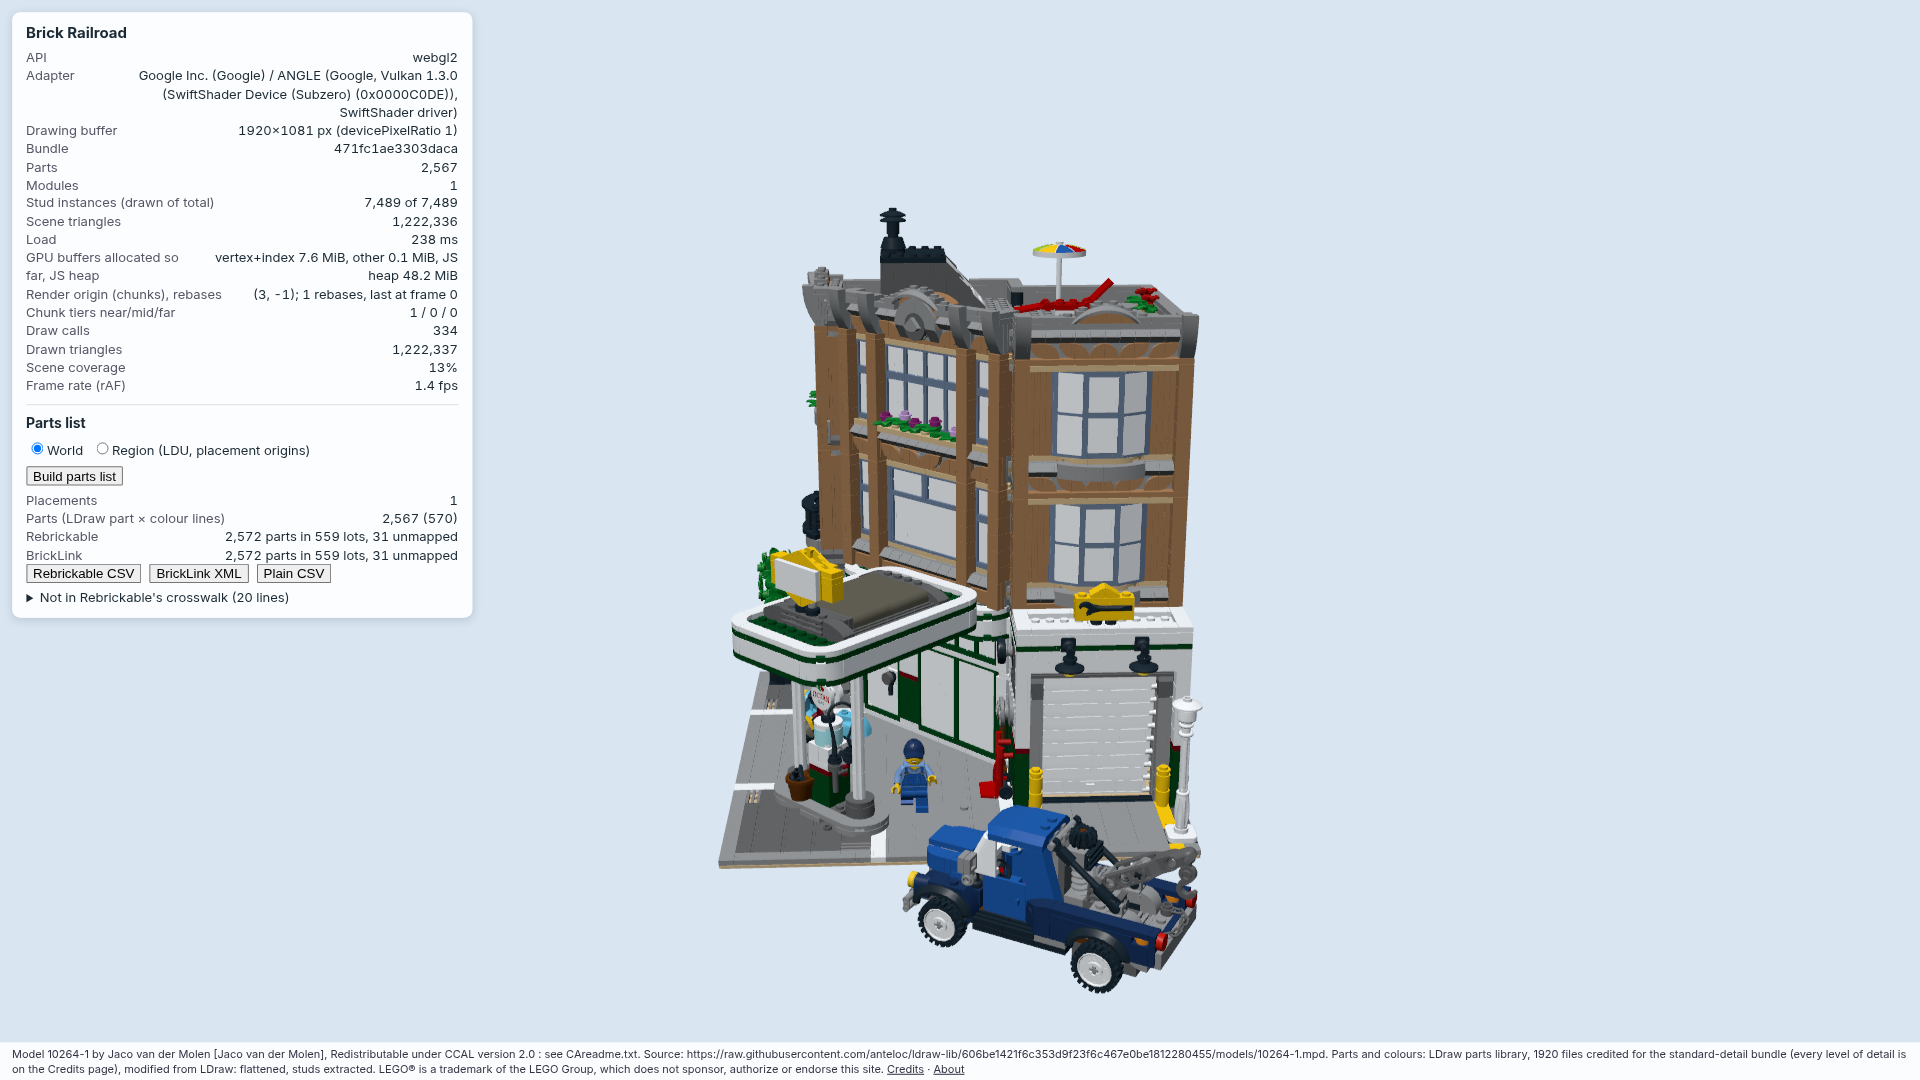 Brick Railroad
API webgl2
Adapter Google Inc. (Google) / ANGLE (Google, Vulkan 1.3.0
(SwiftShader Device (Subzero) (0x0000C0DE)),
SwiftShader driver)
Drawing buffer 1920×1081 px (devicePixelRatio 1)
Bundle 471fc1ae3303daca
Parts 2,567
Modules 1
Stud instances (drawn of total) 7,489 of 7,489
Scene triangles 1,222,336
Load 238 ms
GPU buffers allocated so vertex+index 7.6 MiB, other 0.1 MiB, JS
far, JS heap heap 48.2 MiB
Render origin (chunks), rebases (3, -1); 1 rebases, last at frame 0
Chunk tiers near/mid/far 1 / 0 / 0
Draw calls 334
Drawn triangles 1,222,337
Scene coverage 13%
Frame rate (rAF) 1.4 fps
Parts list
World Region (LDU, placement origins)
Build parts list
Placements 1
Parts (LDraw part × colour lines) 2,567 (570)
Rebrickable 2,572 parts in 559 lots, 31 unmapped
BrickLink 2,572 parts in 559 lots, 31 unmapped
Rebrickable CSV BrickLink XML Plain CSV
Not in Rebrickable's crosswalk (20 lines)
Model 10264-1 by Jaco van der Molen [Jaco van der Molen], Redistributable under CCAL version 2.0 : see CAreadme.txt. Source: https://raw.githubusercontent.com/anteloc/ldraw-lib/606be1421f6c353d9f23f6c467e0be1812280455/models/10264-1.mpd. Parts and colours: LDraw parts library, 1920 files credited for the standard-detail bundle (every level of detail is
on the Credits page), modified from LDraw: flattened, studs extracted. LEGO® is a trademark of the LEGO Group, which does not sponsor, authorize or endorse this site. Credits · About